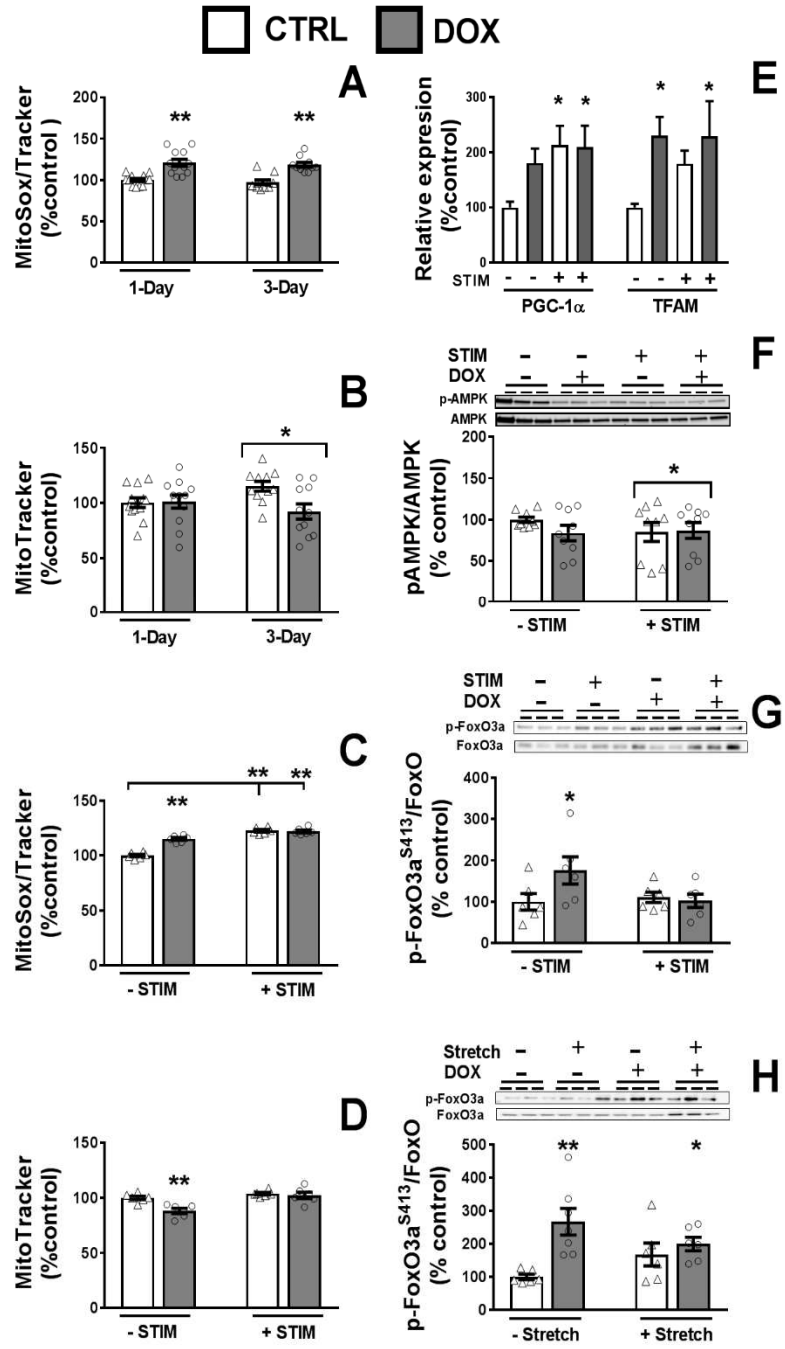 CTRL DOX
A
MitoSox/Tracker
(%control)
200
150
100
50
0
** **
1-Day 3-Day
B
MitoTracker
(%control)
150
100
50
0
*
1-Day 3-Day
C
MitoSox/Tracker
(%control)
150
100
50
0
** ** **
- STIM + STIM
D
MitoTracker
(%control)
150
100
50
0
**
- STIM + STIM
E
Relative expresion
(%control)
300
200
100
0
* * * *
STIM - - + + - - + +
PGC-1α TFAM
F
STIM - - + +
DOX - + - +
p-AMPK
AMPK
pAMPK/AMPK
(% control)
200
150
100
50
0
*
- STIM + STIM
G
STIM - + - +
DOX - - + +
p-FoxO3a
FoxO3a
p-FoxO3a^S413/FoxO
(% control)
400
300
200
100
0
*
- STIM + STIM
H
Stretch - + - +
DOX - - + +
p-FoxO3a
FoxO3a
p-FoxO3a^S413/FoxO
(% control)
500
400
300
200
100
0
** *
- Stretch + Stretch